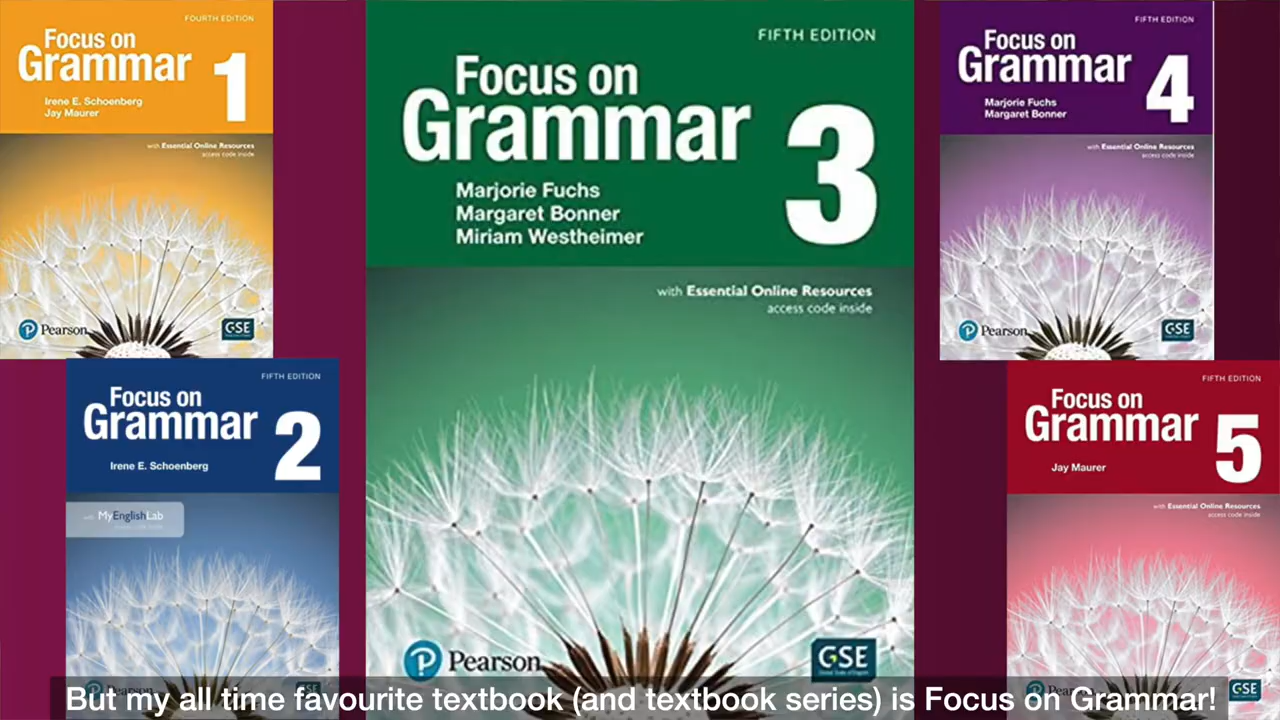 FOURTH EDITION
Focus on
Grammar 1
Irene E. Schoenberg
Jay Maurer
with Essential Online Resources
access code inside
Pearson
GSE
FIFTH EDITION
Focus on
Grammar 2
Irene E. Schoenberg
with MyEnglishLab
FIFTH EDITION
Focus on
Grammar 3
Marjorie Fuchs
Margaret Bonner
Miriam Westheimer
with Essential Online Resources
access code inside
Pearson
GSE
FIFTH EDITION
Focus on
Grammar 4
Marjorie Fuchs
Margaret Bonner
with Essential Online Resources
access code inside
Pearson
GSE
FIFTH EDITION
Focus on
Grammar 5
Jay Maurer
with Essential Online Resources
access code inside
GSE
But my all time favourite textbook (and textbook series) is Focus on Grammar!